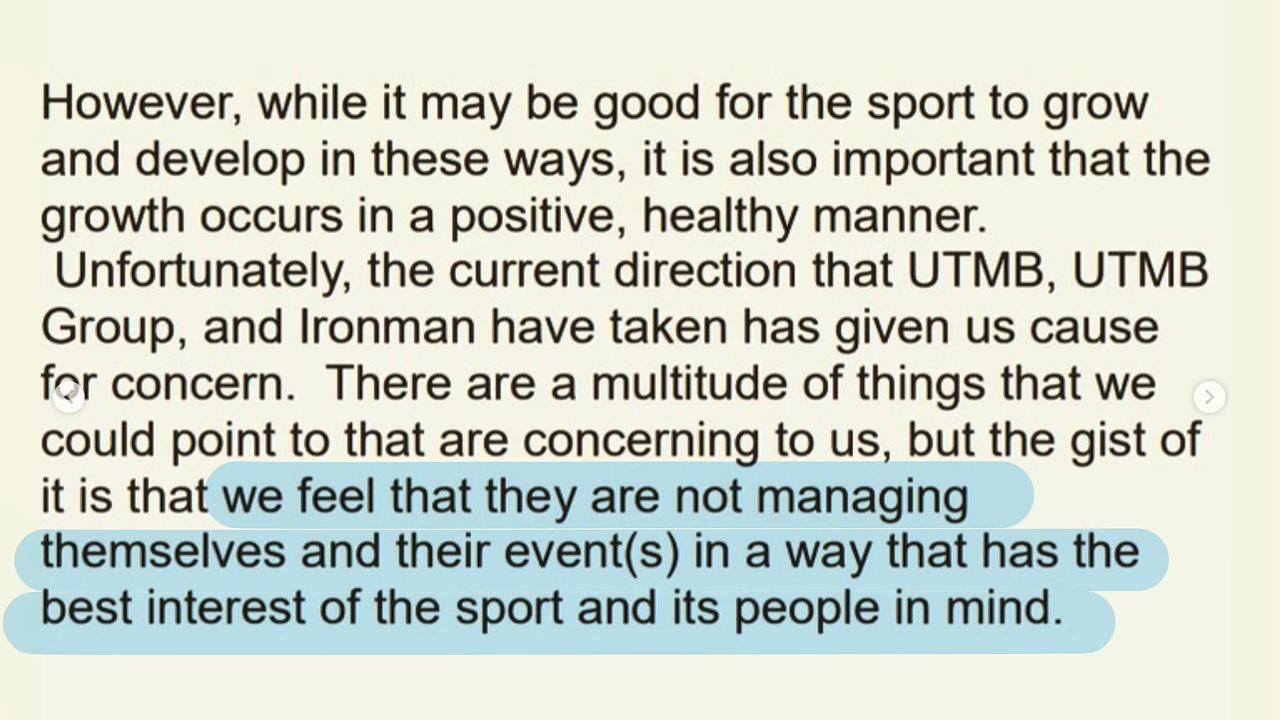 However, while it may be good for the sport to grow
and develop in these ways, it is also important that the
growth occurs in a positive, healthy manner.
Unfortunately, the current direction that UTMB, UTMB
Group, and Ironman have taken has given us cause
for concern.  There are a multitude of things that we
could point to that are concerning to us, but the gist of
it is that we feel that they are not managing
themselves and their event(s) in a way that has the
best interest of the sport and its people in mind.